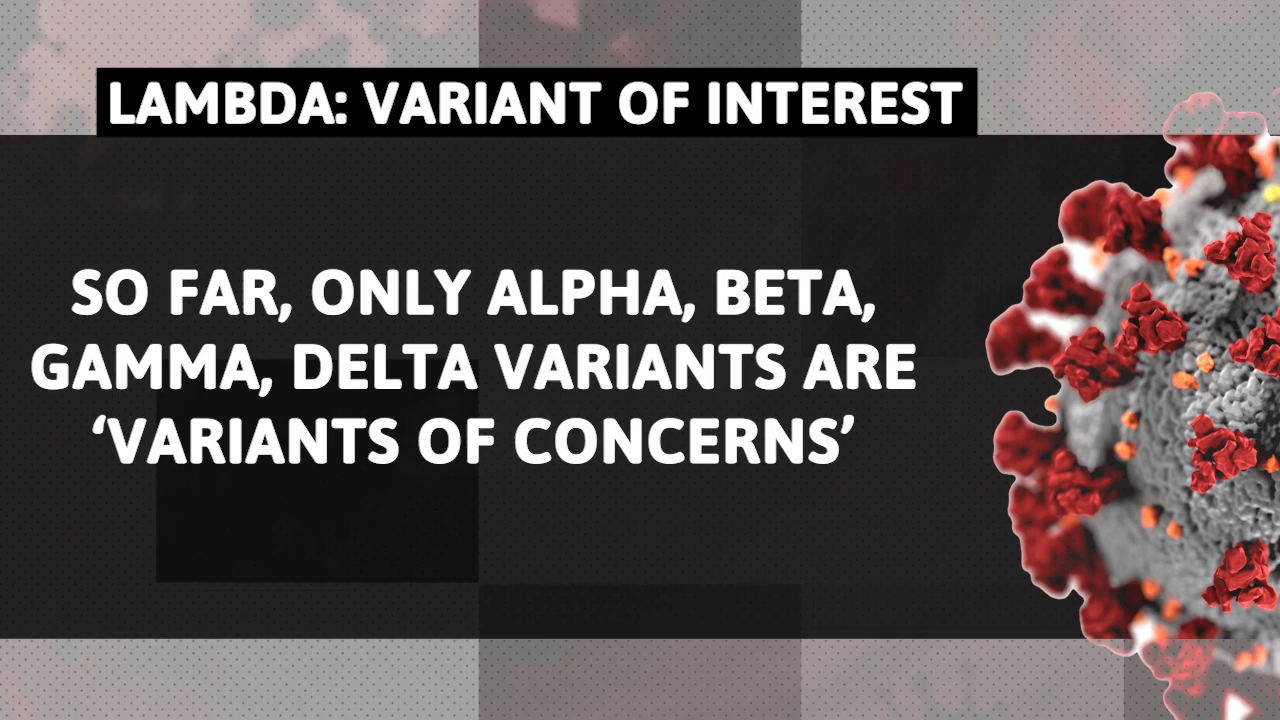 LAMBDA: VARIANT OF INTEREST
SO FAR, ONLY ALPHA, BETA,
GAMMA, DELTA VARIANTS ARE
‘VARIANTS OF CONCERNS’